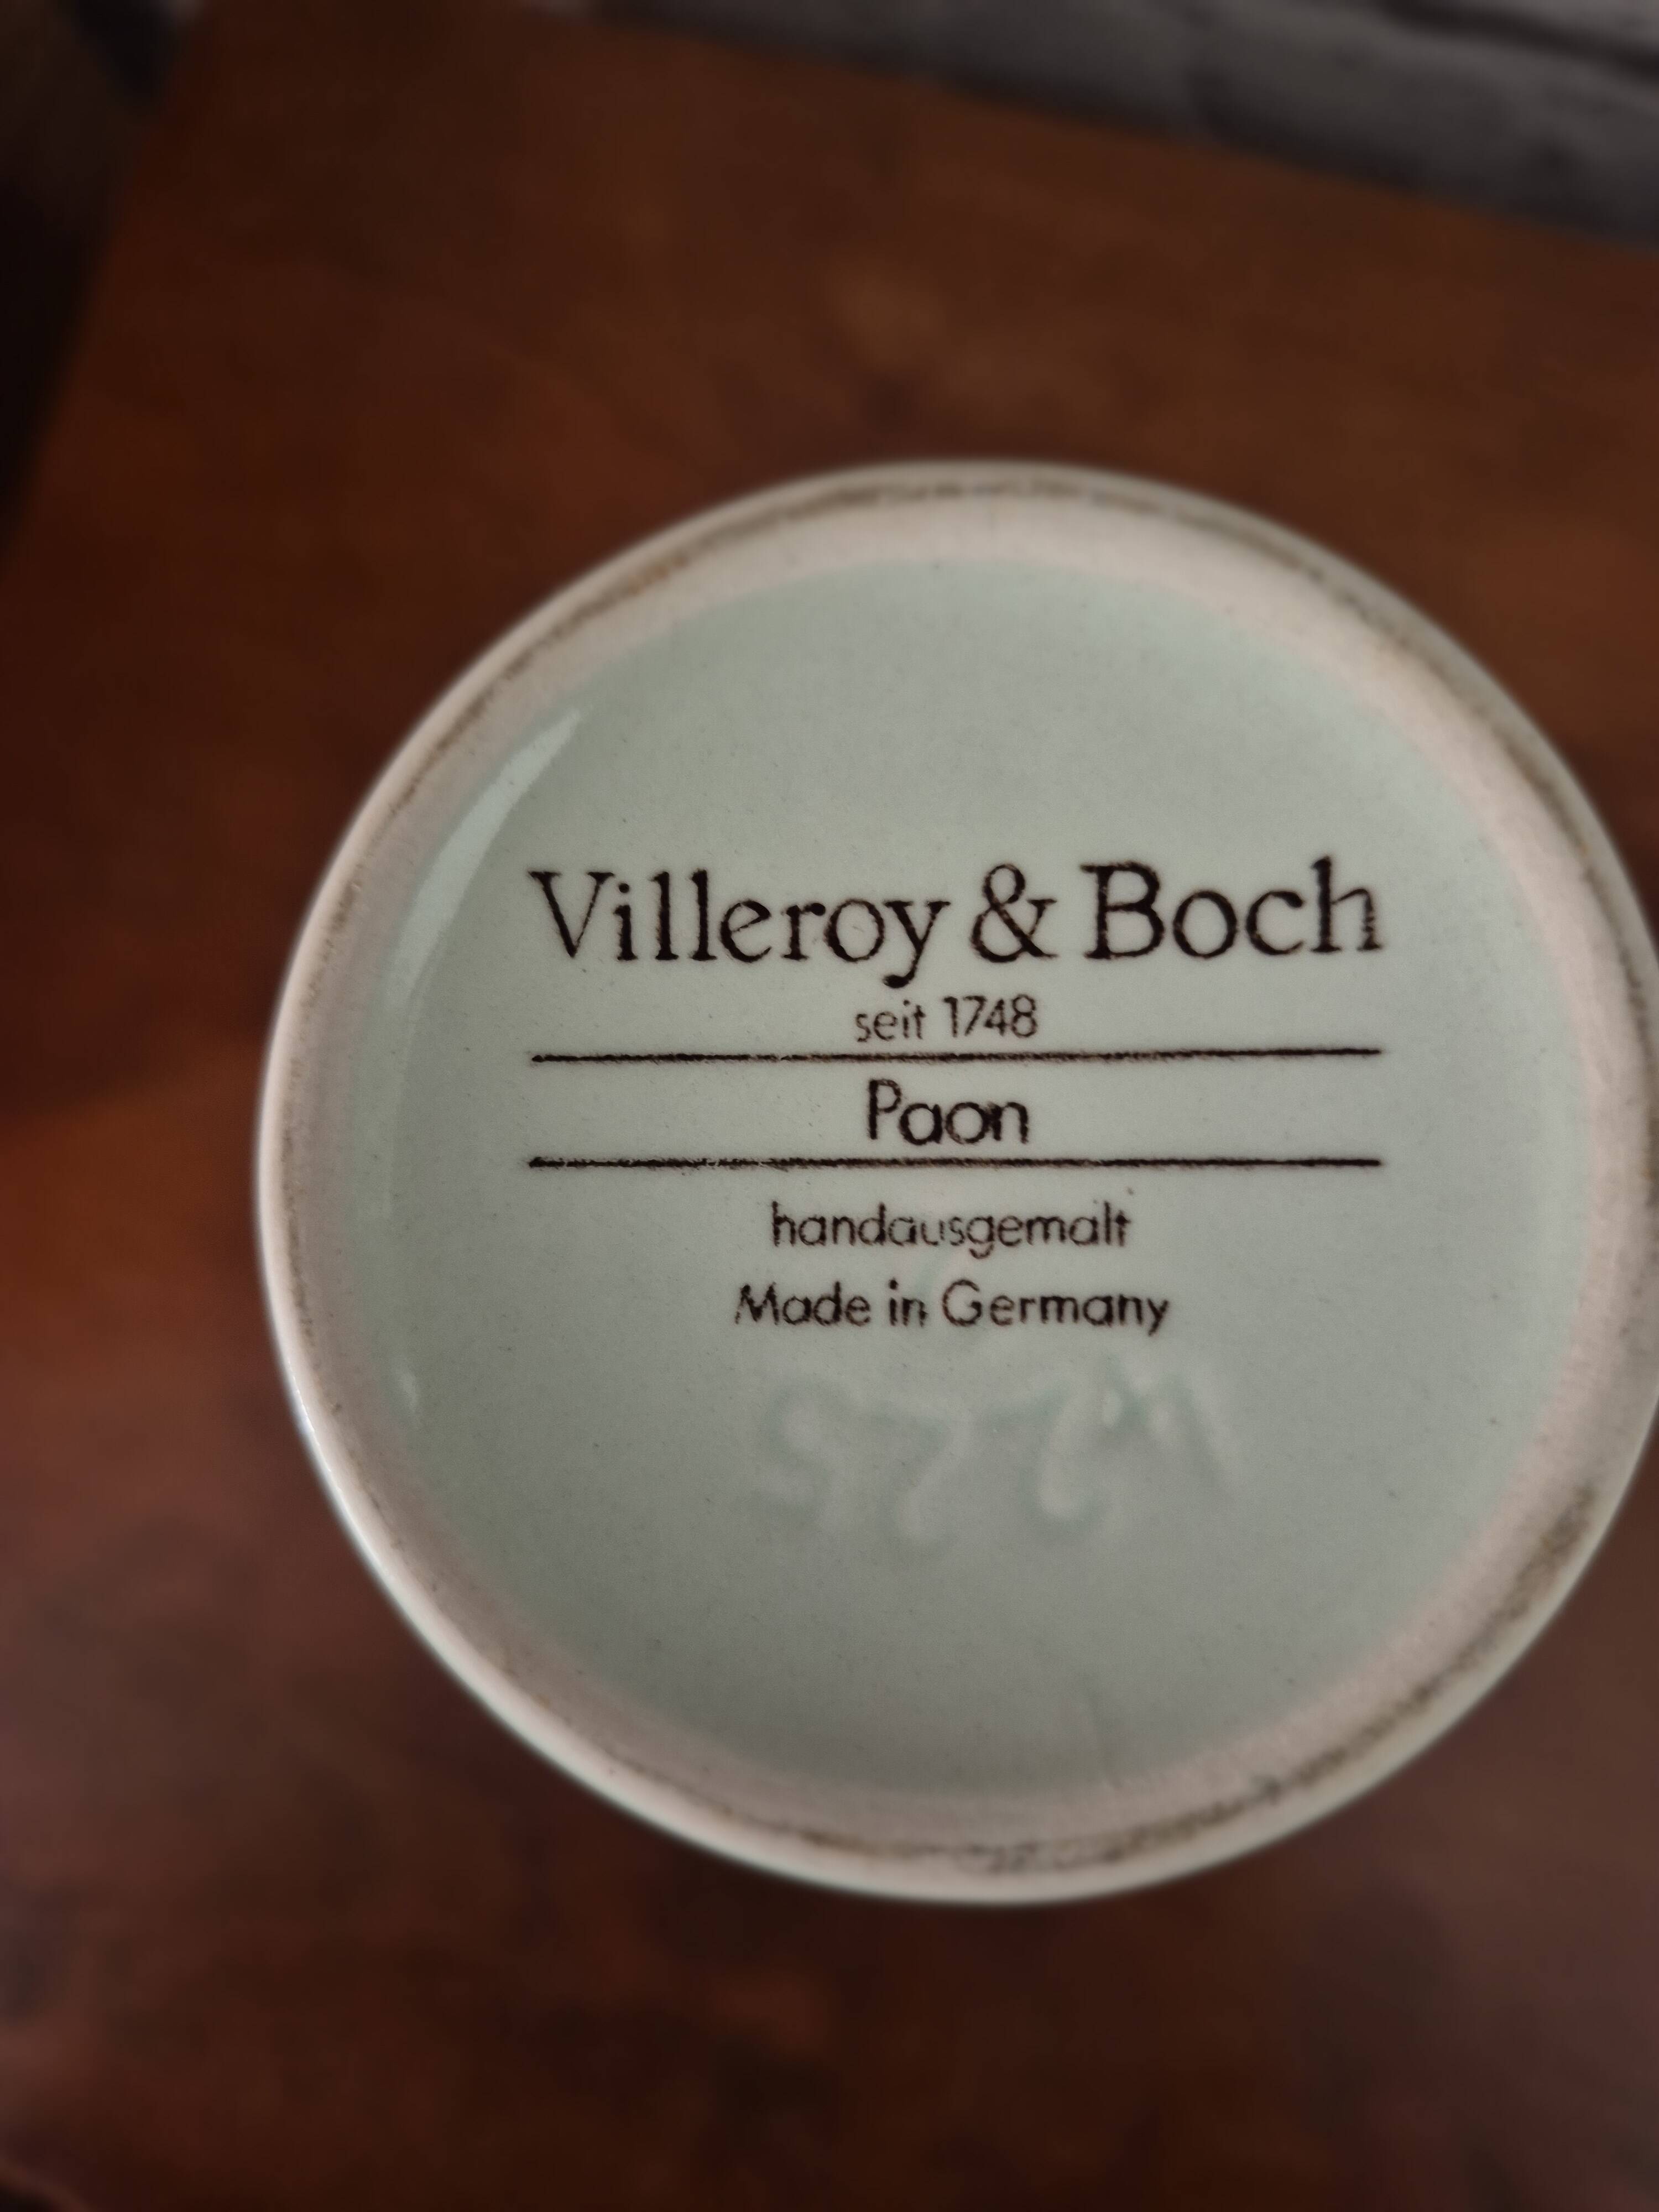 Villeroy & Boch
seit 1748
Paon
handausgemalt
Made in Germany